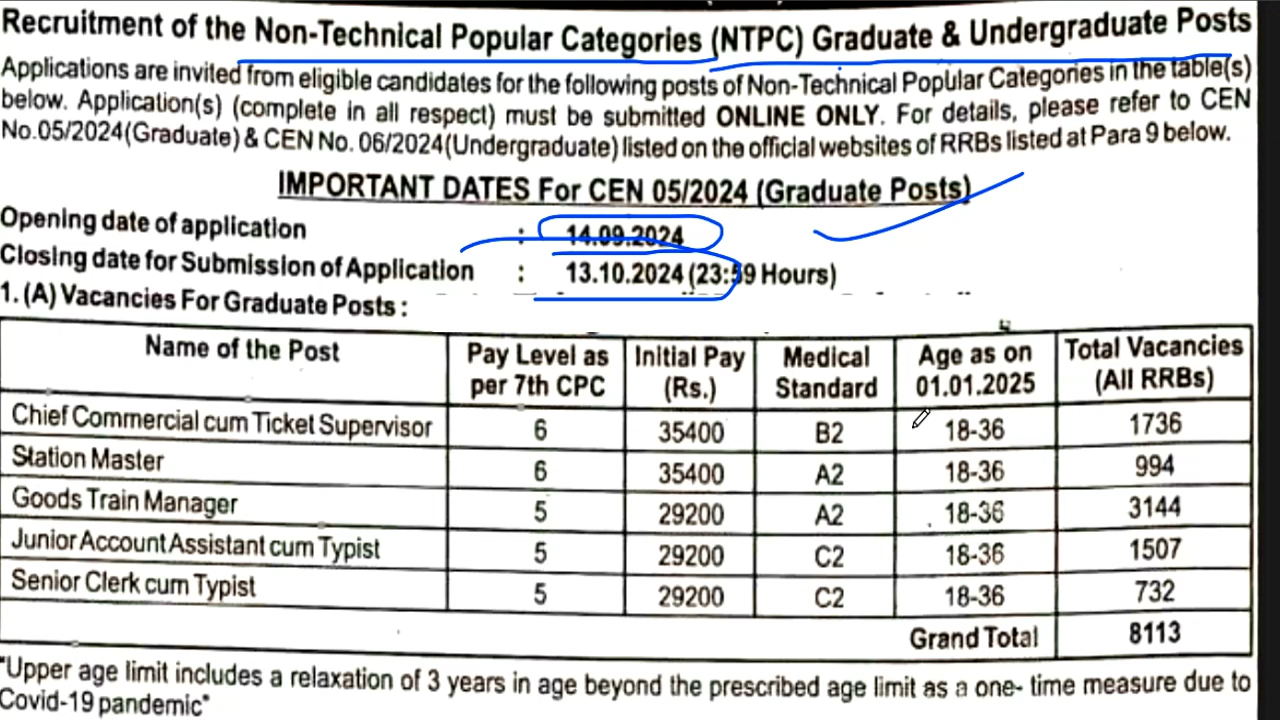 Recruitment of the Non-Technical Popular Categories (NTPC) Graduate & Undergraduate Posts
Applications are invited from eligible candidates for the following posts of Non-Technical Popular Categories in the table(s)
below. Application(s) (complete in all respect) must be submitted ONLINE ONLY. For details, please refer to CEN
No.05/2024(Graduate) & CEN No. 06/2024(Undergraduate) listed on the official websites of RRBs listed at Para 9 below.
IMPORTANT DATES For CEN 05/2024 (Graduate Posts)
Opening date of application : 14.09.2024
Closing date for Submission of Application : 13.10.2024 (23:59 Hours)
1. (A) Vacancies For Graduate Posts :
Name of the Post Pay Level as per 7th CPC Initial Pay (Rs.) Medical Standard Age as on 01.01.2025 Total Vacancies (All RRBs)
Chief Commercial cum Ticket Supervisor 6 35400 B2 18-36 1736
Station Master 6 35400 A2 18-36 994
Goods Train Manager 5 29200 A2 18-36 3144
Junior Account Assistant cum Typist 5 29200 C2 18-36 1507
Senior Clerk cum Typist 5 29200 C2 18-36 732
Grand Total 8113
"Upper age limit includes a relaxation of 3 years in age beyond the prescribed age limit as a one- time measure due to
Covid-19 pandemic"